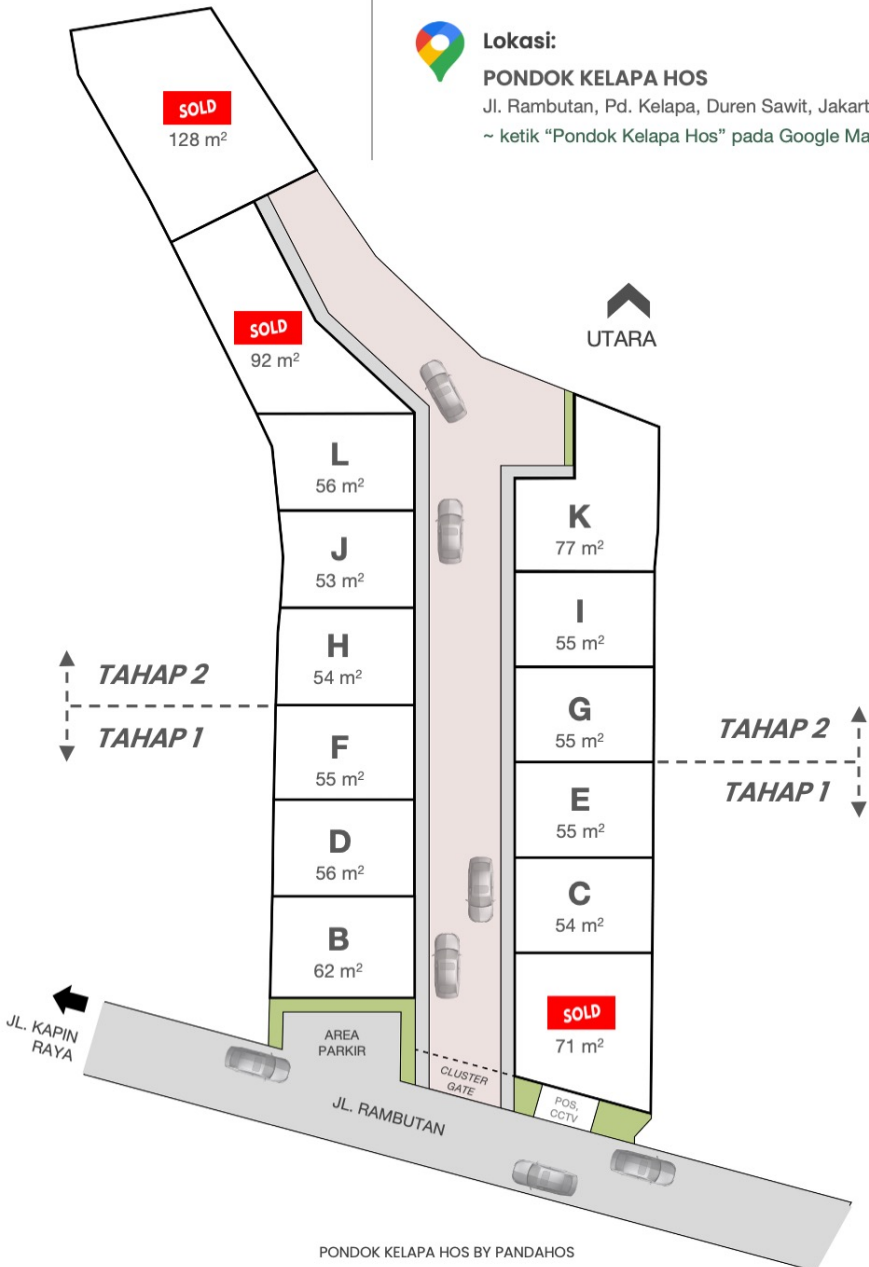 Lokasi:
PONDOK KELAPA HOS
Jl. Rambutan, Pd. Kelapa, Duren Sawit, Jakart
~ ketik “Pondok Kelapa Hos” pada Google Ma
SOLD
128 m²
SOLD
92 m²
UTARA
L
56 m²
J
53 m²
H
54 m²
F
55 m²
D
56 m²
B
62 m²
K
77 m²
I
55 m²
G
55 m²
E
55 m²
C
54 m²
SOLD
71 m²
TAHAP 2
TAHAP 1
TAHAP 2
TAHAP 1
JL. KAPIN
RAYA
AREA
PARKIR
CLUSTER
GATE
POS,
CCTV
JL. RAMBUTAN
PONDOK KELAPA HOS BY PANDAHOS